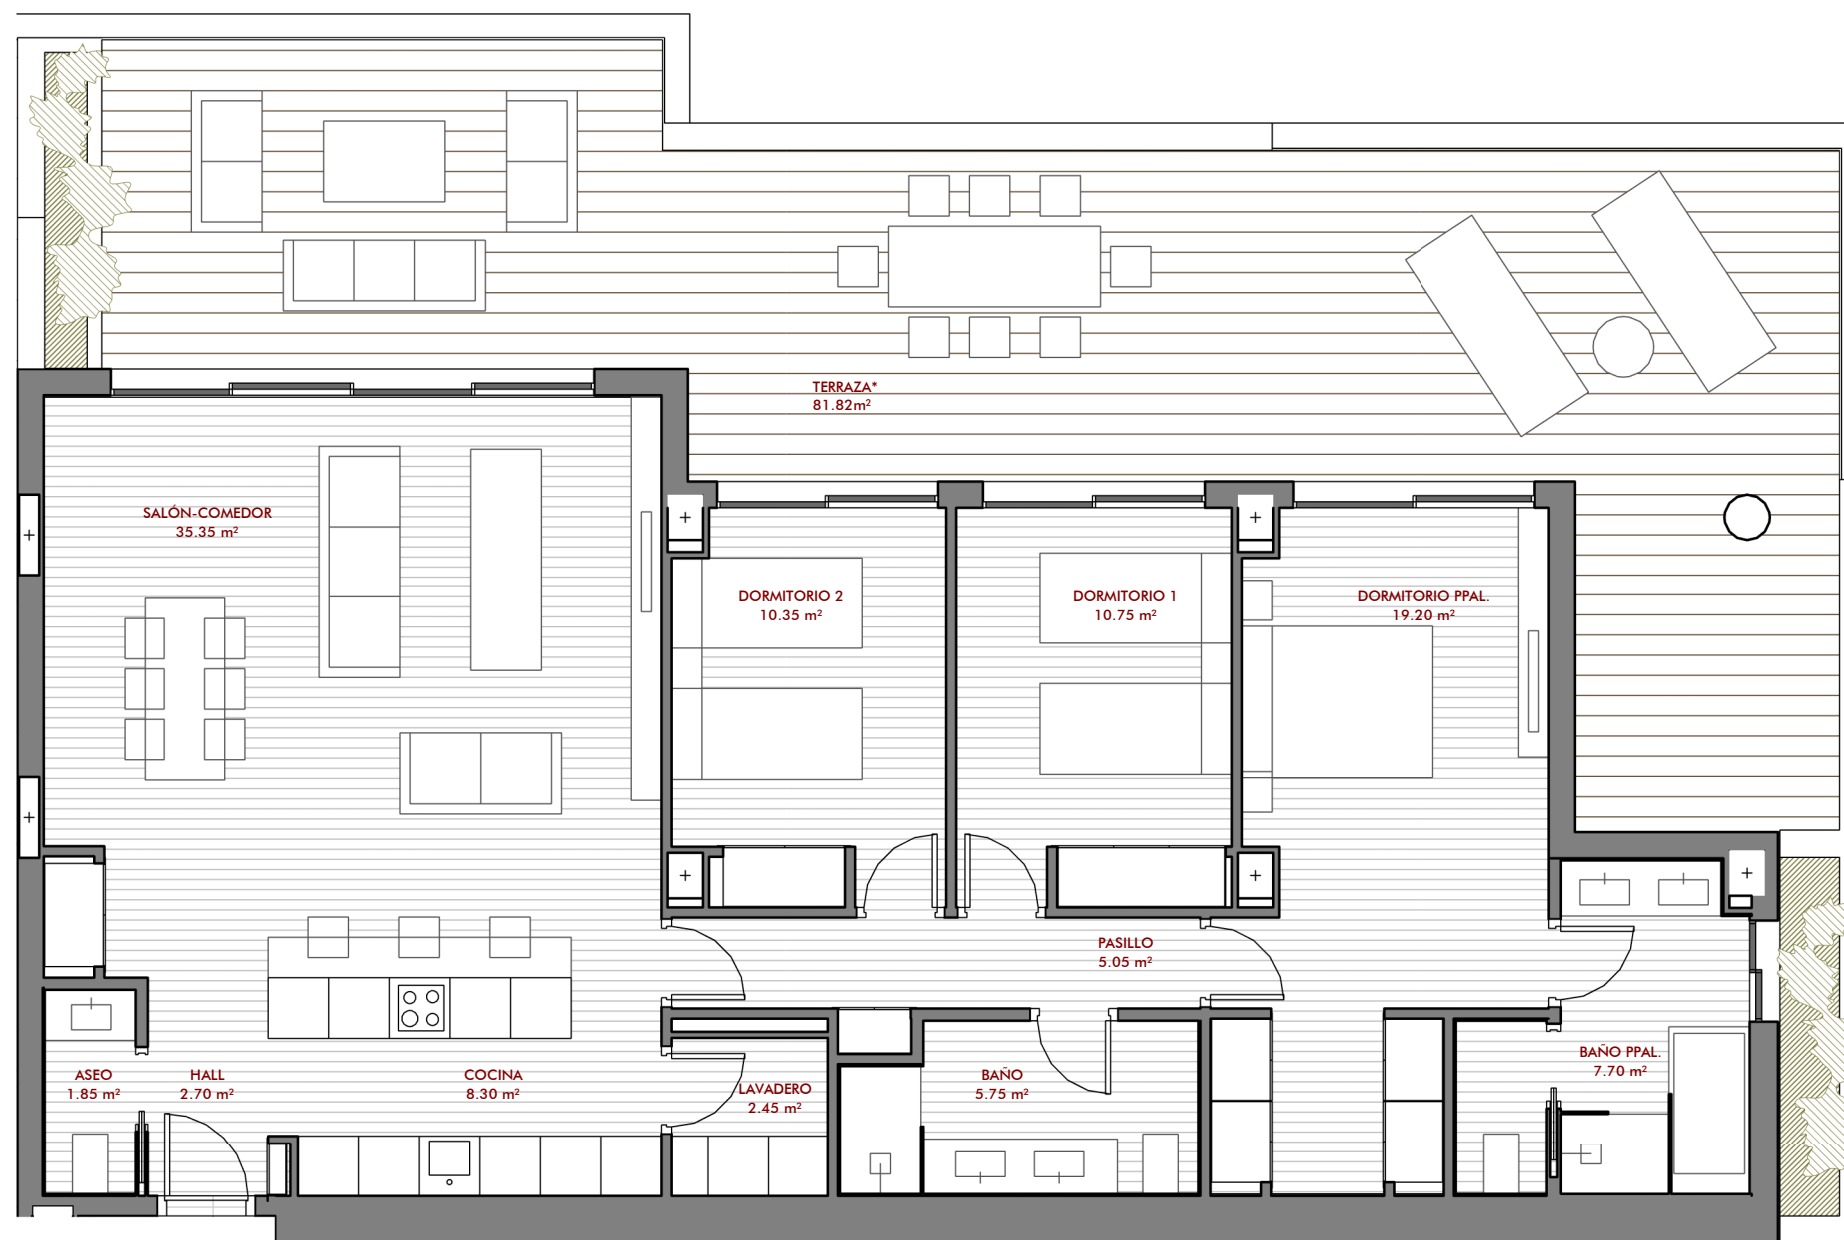 TERRAZA*
81.82m²
SALÓN-COMEDOR
35.35 m²
DORMITORIO 2
10.35 m²
DORMITORIO 1
10.75 m²
DORMITORIO PPAL.
19.20 m²
PASILLO
5.05 m²
ASEO
1.85 m²
HALL
2.70 m²
COCINA
8.30 m²
LAVADERO
2.45 m²
BAÑO
5.75 m²
BAÑO PPAL.
7.70 m²